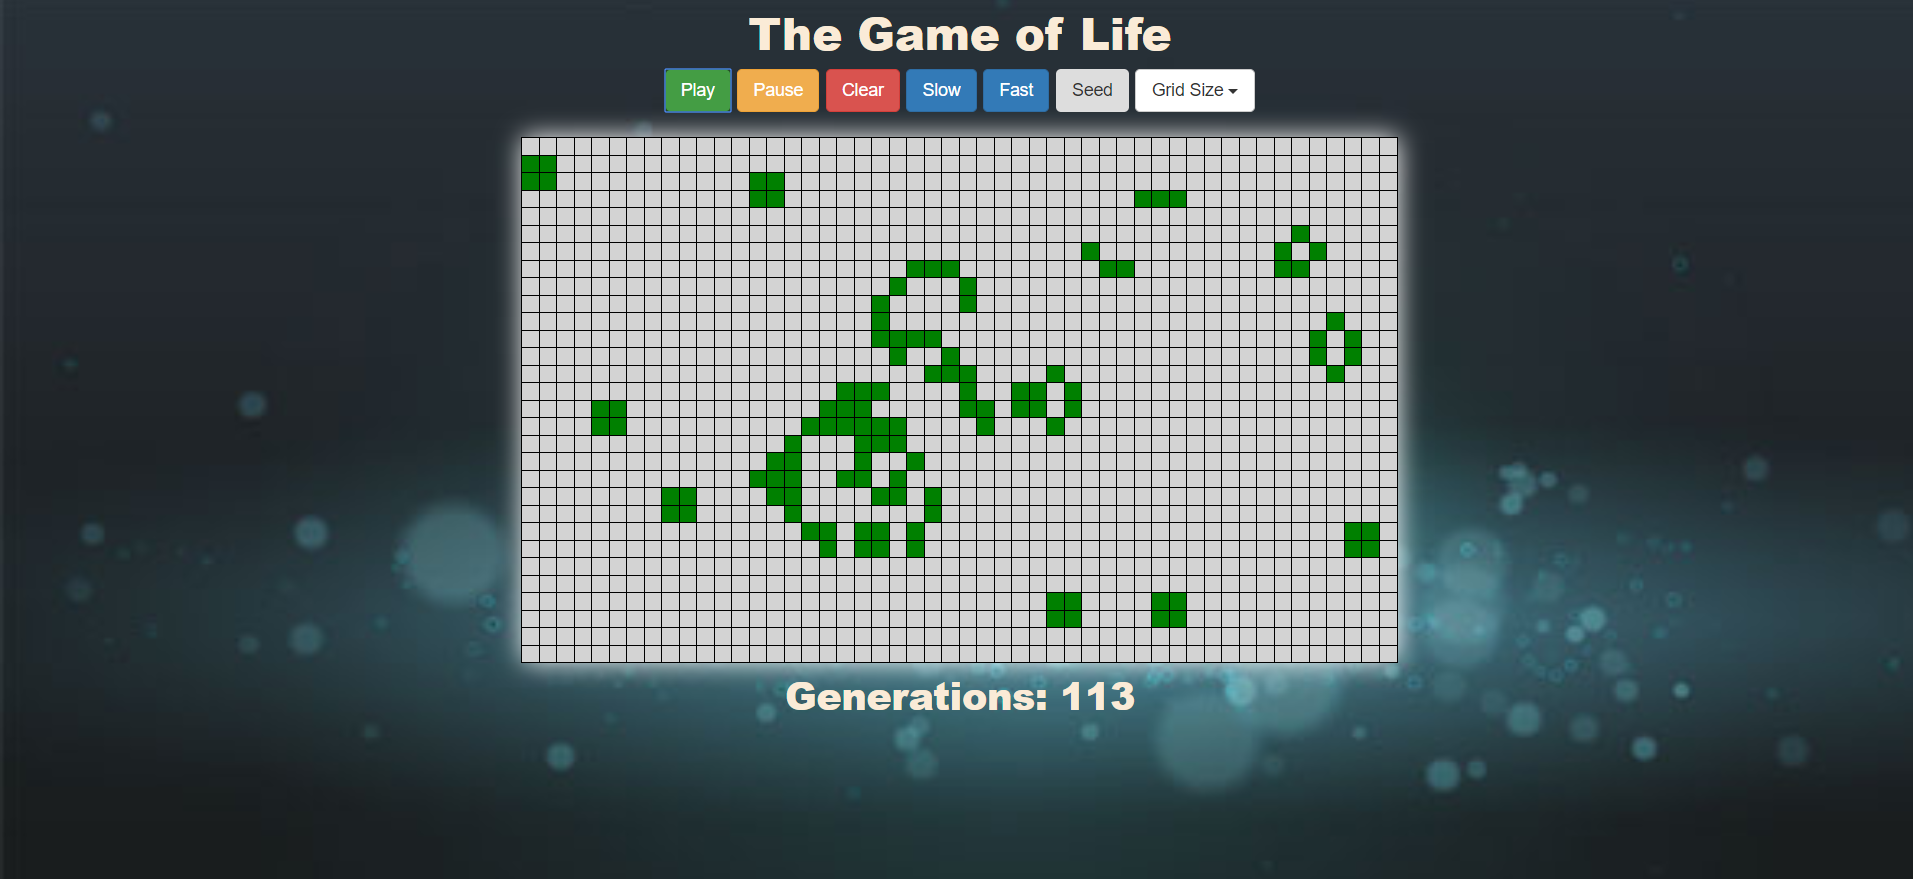 The Game of Life
Play Pause Clear Slow Fast Seed Grid Size
Generations: 113